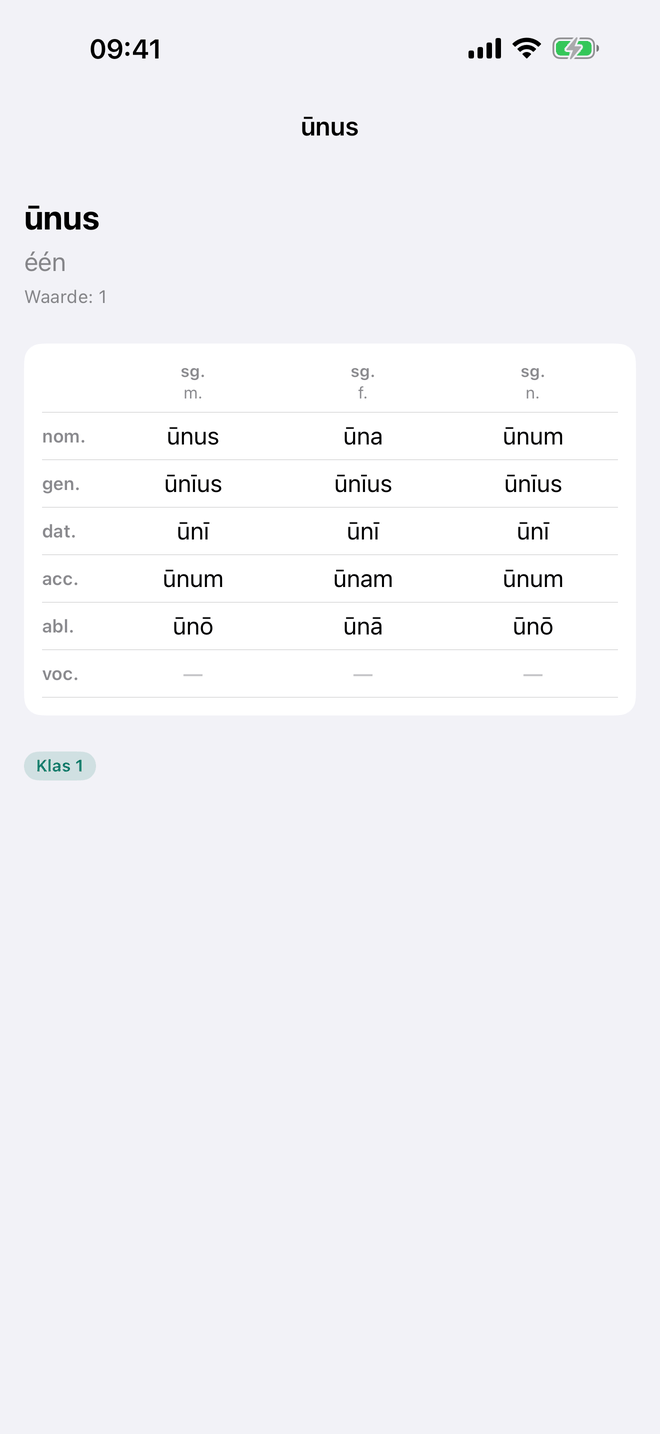 09:41
ūnus
ūnus
één
Waarde: 1
sg. sg. sg.
m. f. n.
nom. ūnus ūna ūnum
gen. ūnīus ūnīus ūnīus
dat. ūnī ūnī ūnī
acc. ūnum ūnam ūnum
abl. ūnō ūnā ūnō
voc. — — —
Klas 1